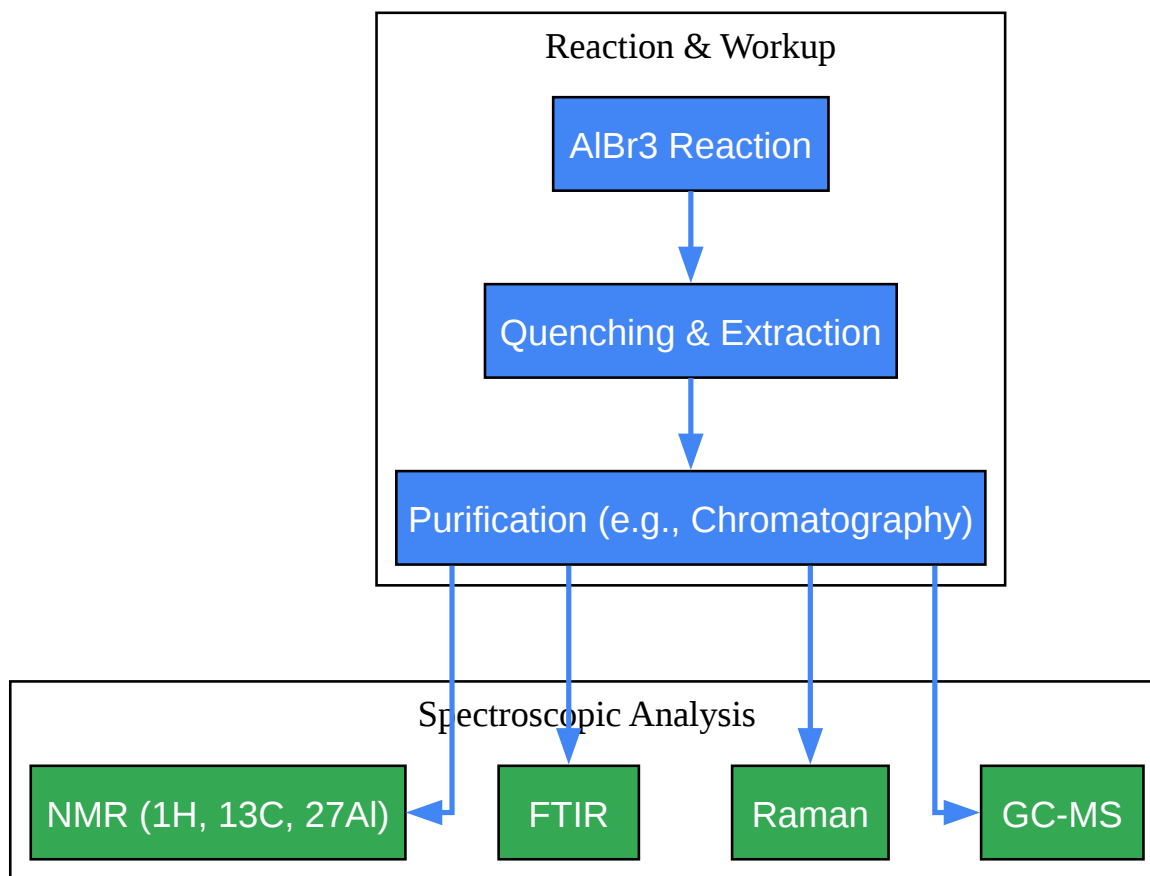 Reaction & Workup
AlBr3 Reaction
Quenching & Extraction
Purification (e.g., Chromatography)
Spectroscopic Analysis
NMR (1H, 13C, 27Al)
FTIR
Raman
GC-MS